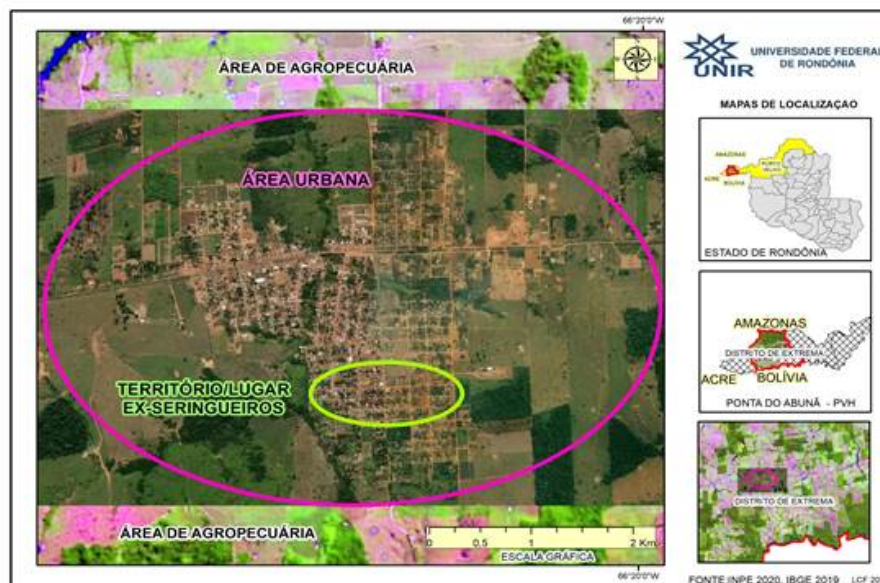 66°20'0"W
ÁREA DE AGROPECUÁRIA
ÁREA URBANA
TERRITÓRIO/LUGAR
EX-SERINGUEIROS
ÁREA DE AGROPECUÁRIA
0 0.5 1 2 Km
ESCALA GRÁFICA
66°20'0"W
UNIR
UNIVERSIDADE FEDERAL
DE RONDÔNIA
MAPAS DE LOCALIZAÇAO
AMAZONAS
PORTO
VELHO
ACRE
BOLÍVIA
ESTADO DE RONDÔNIA
AMAZONAS
DISTRITO DE EXTREMA
ACRE
BOLÍVIA
PONTA DO ABUNÃ - PVH
DISTRITO DE EXTREMA
FONTE INPE 2020, IBGE 2019